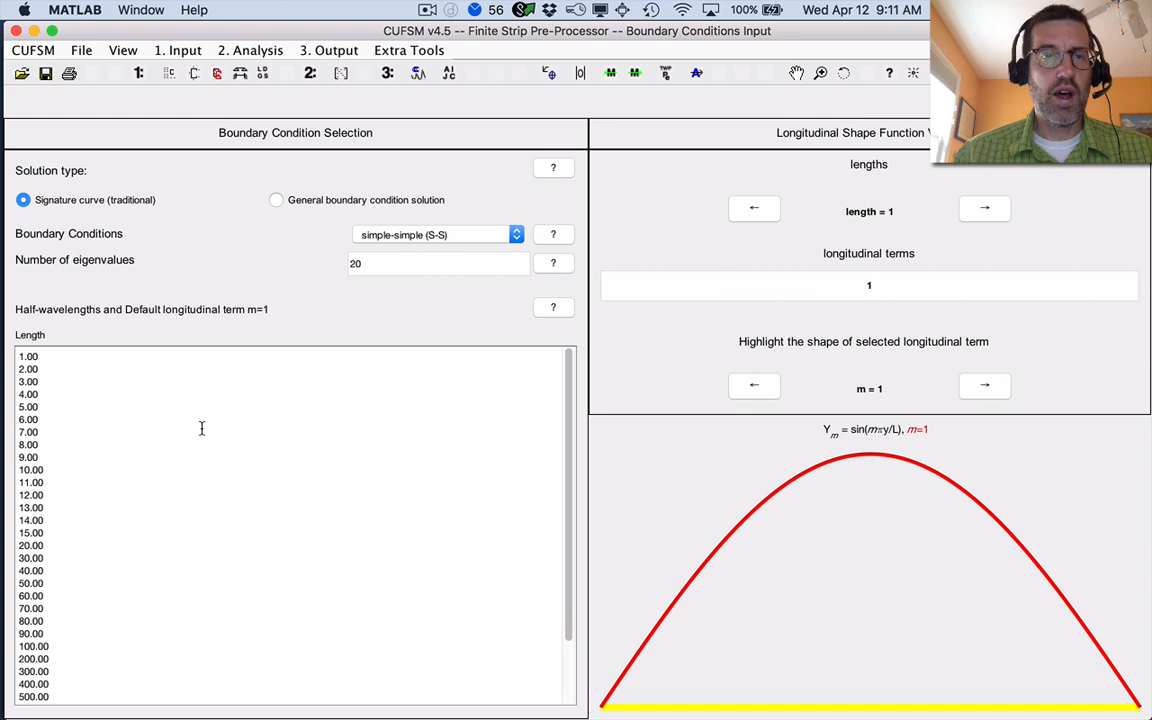 MATLAB Window Help 56 100% Wed Apr 12 9:11 AM
CUFSM v4.5 -- Finite Strip Pre-Processor -- Boundary Conditions Input
CUFSM File View 1. Input 2. Analysis 3. Output Extra Tools
1: 2: 3: ?
Boundary Condition Selection
Solution type: ?
Signature curve (traditional) General boundary condition solution
Boundary Conditions simple-simple (S-S) ?
Number of eigenvalues 20 ?
Half-wavelengths and Default longitudinal term m=1 ?
Length
1.00
2.00
3.00
4.00
5.00
6.00
7.00
8.00
9.00
10.00
11.00
12.00
13.00
14.00
15.00
20.00
30.00
40.00
50.00
60.00
70.00
80.00
90.00
100.00
200.00
300.00
400.00
500.00
Longitudinal Shape Function
lengths
← length = 1 →
longitudinal terms
1
Highlight the shape of selected longitudinal term
← m = 1 →
Yₘ = sin(mπy/L), m=1